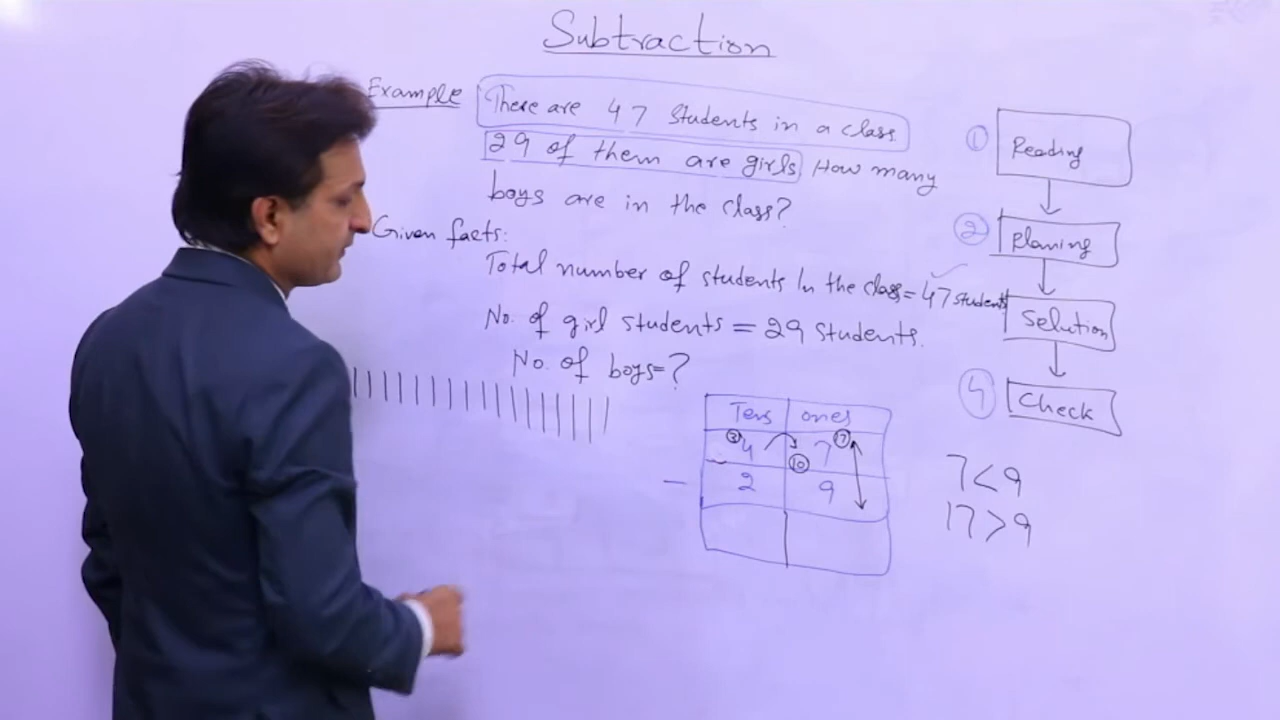 Subtraction
Example There are 47 Students in a class
29 of them are girls. How many
boys are in the class?
Given facts:
Total number of students In the class = 47 students
No. of girl students = 29 students.
No. of boys=?
Tens ones
3 4 10 7 17
- 2 9
1 Reading
2 Planing
Solution
4 Check
7<9
17>9